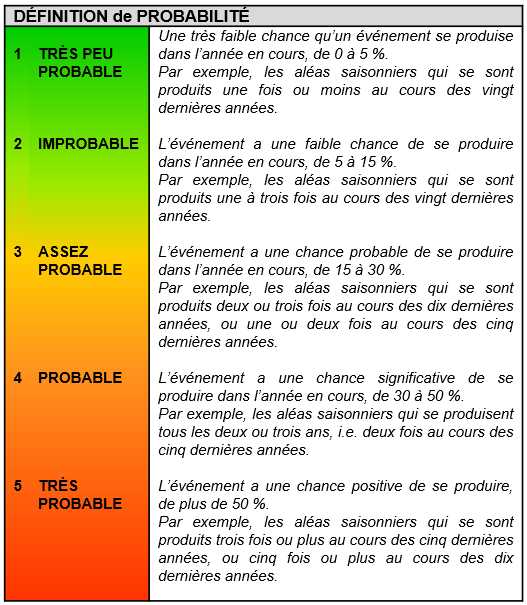 DÉFINITION de PROBABILITÉ
1 TRÈS PEU
PROBABLE
Une très faible chance qu’un événement se produise
dans l’année en cours, de 0 à 5 %.
Par exemple, les aléas saisonniers qui se sont
produits une fois ou moins au cours des vingt
dernières années.
2 IMPROBABLE
L’événement a une faible chance de se produire
dans l’année en cours, de 5 à 15 %.
Par exemple, les aléas saisonniers qui se sont
produits une à trois fois au cours des vingt dernières
années.
3 ASSEZ
PROBABLE
L’événement a une chance probable de se produire
dans l’année en cours, de 15 à 30 %.
Par exemple, les aléas saisonniers qui se sont
produits deux ou trois fois au cours des dix dernières
années, ou une ou deux fois au cours des cinq
dernières années.
4 PROBABLE
L’événement a une chance significative de se
produire dans l’année en cours, de 30 à 50 %.
Par exemple, les aléas saisonniers qui se produisent
tous les deux ou trois ans, i.e. deux fois au cours des
cinq dernières années.
5 TRÈS
PROBABLE
L’événement a une chance positive de se produire,
de plus de 50 %.
Par exemple, les aléas saisonniers qui se sont
produits trois fois ou plus au cours des cinq dernières
années, ou cinq fois ou plus au cours des dix
dernières années.